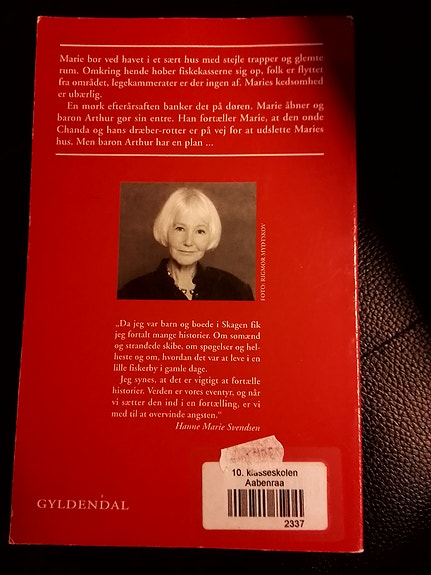 Marie bor ved havet i et sært hus med stejle trapper og glemte
rum. Omkring hende hober fiskekasserne sig op, folk er flyttet
fra området, legekammerater er der ingen af. Maries kedsomhed
er ubærlig.
En mørk efterårsaften banker det på døren. Marie åbner og
baron Arthur gør sin entre. Han fortæller Marie, at den onde
Chanda og hans dræber-rotter er på vej for at udslette Maries
hus. Men baron Arthur har en plan ...
FOTO: RIGMOR MYDTSKOV
„Da jeg var barn og boede i Skagen fik
jeg fortalt mange historier. Om sømænd
og strandede skibe, om spøgelser og hel-
heste og om, hvordan det var at leve i en
lille fiskerby i gamle dage.
Jeg synes, at det er vigtigt at fortælle
historier. Verden er vores eventyr, og når
vi sætter den ind i en fortælling, er vi
med til at overvinde angsten.“
Hanne Marie Svendsen
10. klasseskolen
Aabenraa
2337
GYLDENDAL